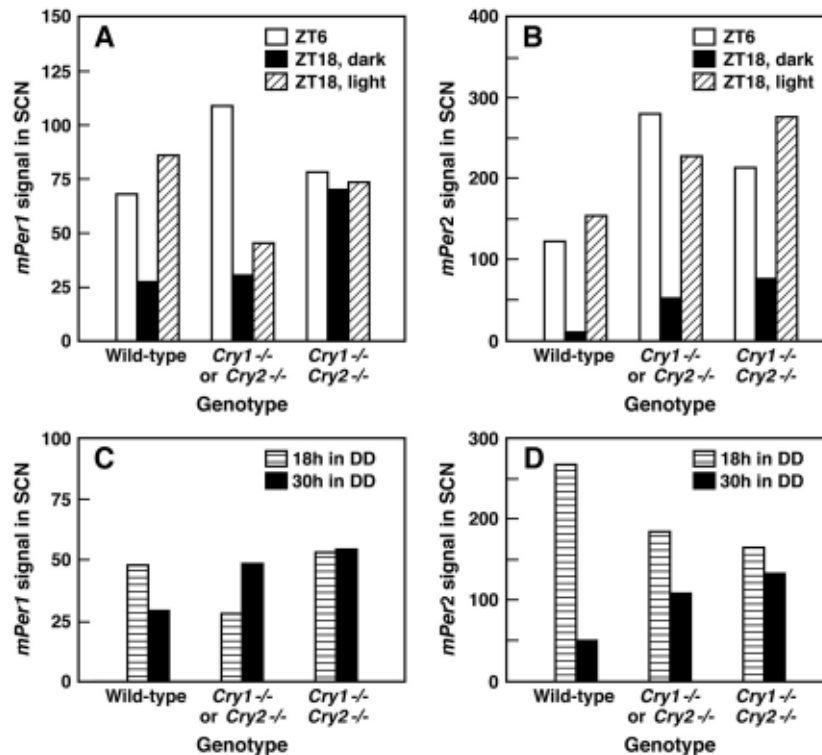 A
150
125
100
75
50
25
0
mPer1 signal in SCN
ZT6
ZT18, dark
ZT18, light
Wild-type
Cry1 -/-
or Cry2 -/-
Cry1 -/-
Cry2 -/-
Genotype
B
400
300
200
100
0
mPer2 signal in SCN
ZT6
ZT18, dark
ZT18, light
Wild-type
Cry1 -/-
or Cry2 -/-
Cry1 -/-
Cry2 -/-
Genotype
C
100
75
50
25
0
mPer1 signal in SCN
18h in DD
30h in DD
Wild-type
Cry1 -/-
or Cry2 -/-
Cry1 -/-
Cry2 -/-
Genotype
D
300
200
100
0
mPer2 signal in SCN
18h in DD
30h in DD
Wild-type
Cry1 -/-
or Cry2 -/-
Cry1 -/-
Cry2 -/-
Genotype